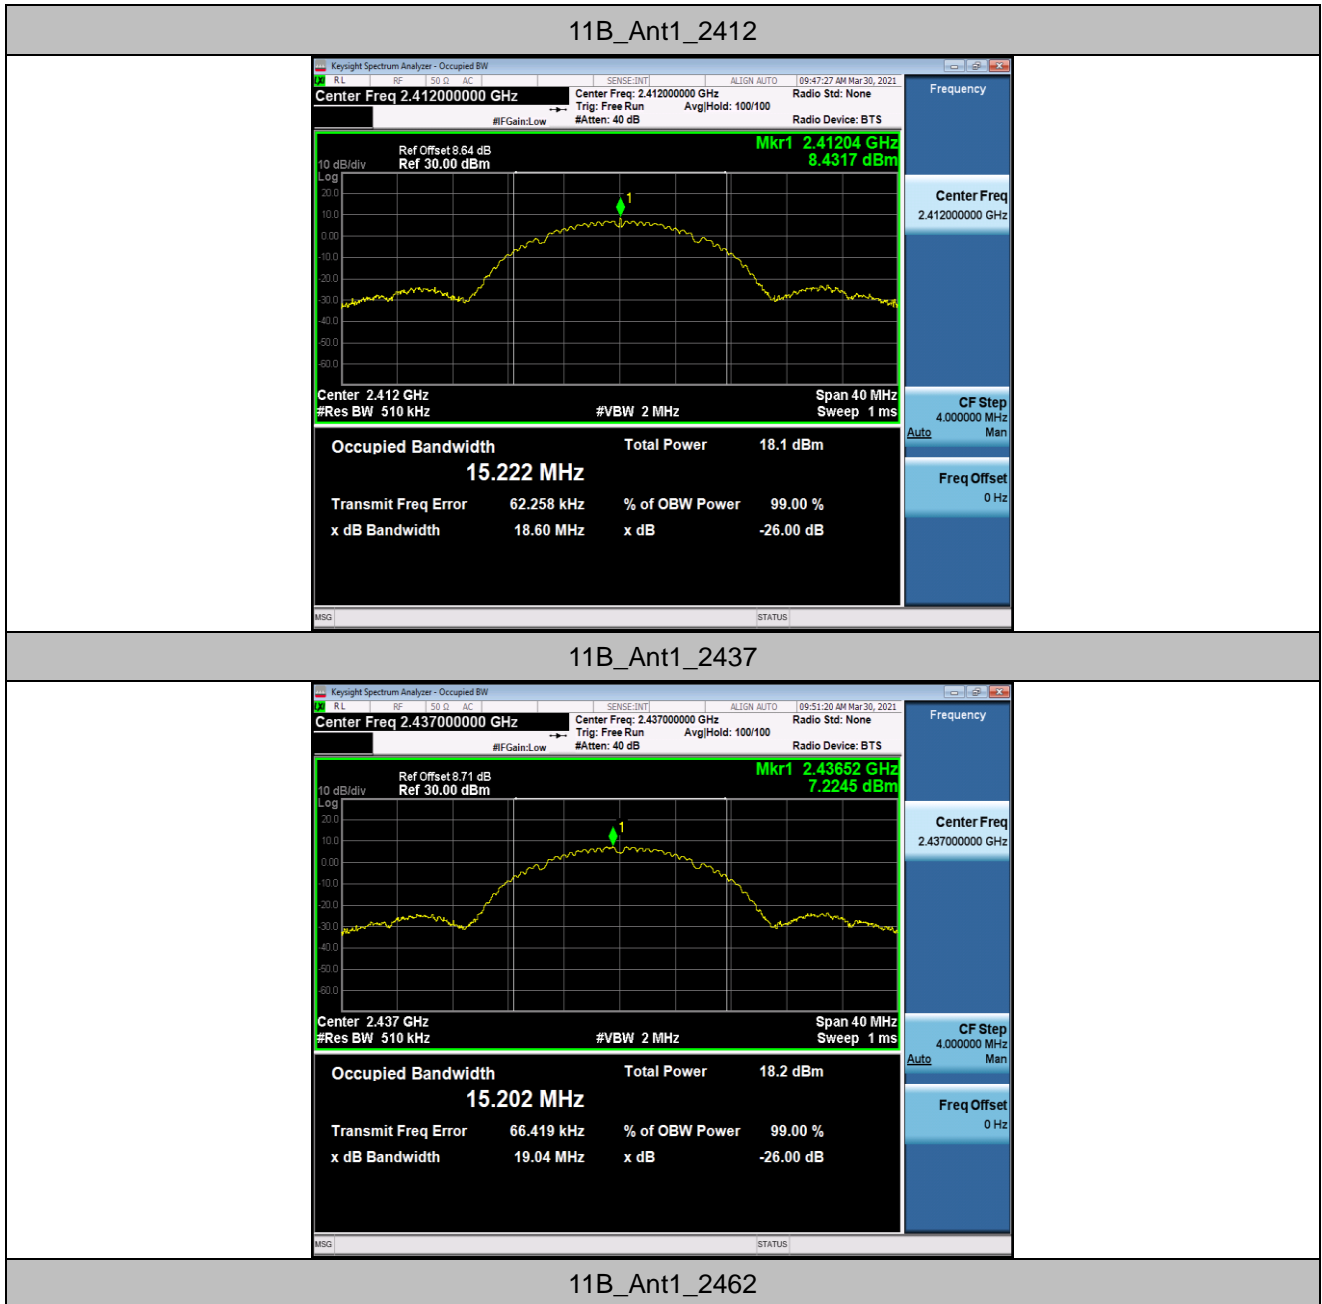 11B_Ant1_2412
Keysight Spectrum Analyzer - Occupied BW
RL RF 50 Ω AC SENSE:INT ALIGN AUTO 09:47:27 AM Mar 30, 2021
Center Freq 2.412000000 GHz
Center Freq: 2.412000000 GHz
Radio Std: None
Trig: Free Run Avg|Hold: 100/100
#IFGain:Low
#Atten: 40 dB
Radio Device: BTS
Mkr1 2.41204 GHz
8.4317 dBm
Ref Offset 8.64 dB
10 dB/div Ref 30.00 dBm
Log
20.0
10.0
0.00
-10.0
-20.0
-30.0
-40.0
-50.0
-60.0
1
Center 2.412 GHz
Span 40 MHz
#Res BW 510 kHz
#VBW 2 MHz
Sweep 1 ms
Occupied Bandwidth
Total Power 18.1 dBm
15.222 MHz
Transmit Freq Error 62.258 kHz % of OBW Power 99.00 %
x dB Bandwidth 18.60 MHz x dB -26.00 dB
MSG STATUS
Frequency
Center Freq
2.412000000 GHz
CF Step
4.000000 MHz
Auto Man
Freq Offset
0 Hz
11B_Ant1_2437
Keysight Spectrum Analyzer - Occupied BW
RL RF 50 Ω AC SENSE:INT ALIGN AUTO 09:51:20 AM Mar 30, 2021
Center Freq 2.437000000 GHz
Center Freq: 2.437000000 GHz
Radio Std: None
Trig: Free Run Avg|Hold: 100/100
#IFGain:Low
#Atten: 40 dB
Radio Device: BTS
Mkr1 2.43652 GHz
7.2245 dBm
Ref Offset 8.71 dB
10 dB/div Ref 30.00 dBm
Log
20.0
10.0
0.00
-10.0
-20.0
-30.0
-40.0
-50.0
-60.0
1
Center 2.437 GHz
Span 40 MHz
#Res BW 510 kHz
#VBW 2 MHz
Sweep 1 ms
Occupied Bandwidth
Total Power 18.2 dBm
15.202 MHz
Transmit Freq Error 66.419 kHz % of OBW Power 99.00 %
x dB Bandwidth 19.04 MHz x dB -26.00 dB
MSG STATUS
Frequency
Center Freq
2.437000000 GHz
CF Step
4.000000 MHz
Auto Man
Freq Offset
0 Hz
11B_Ant1_2462